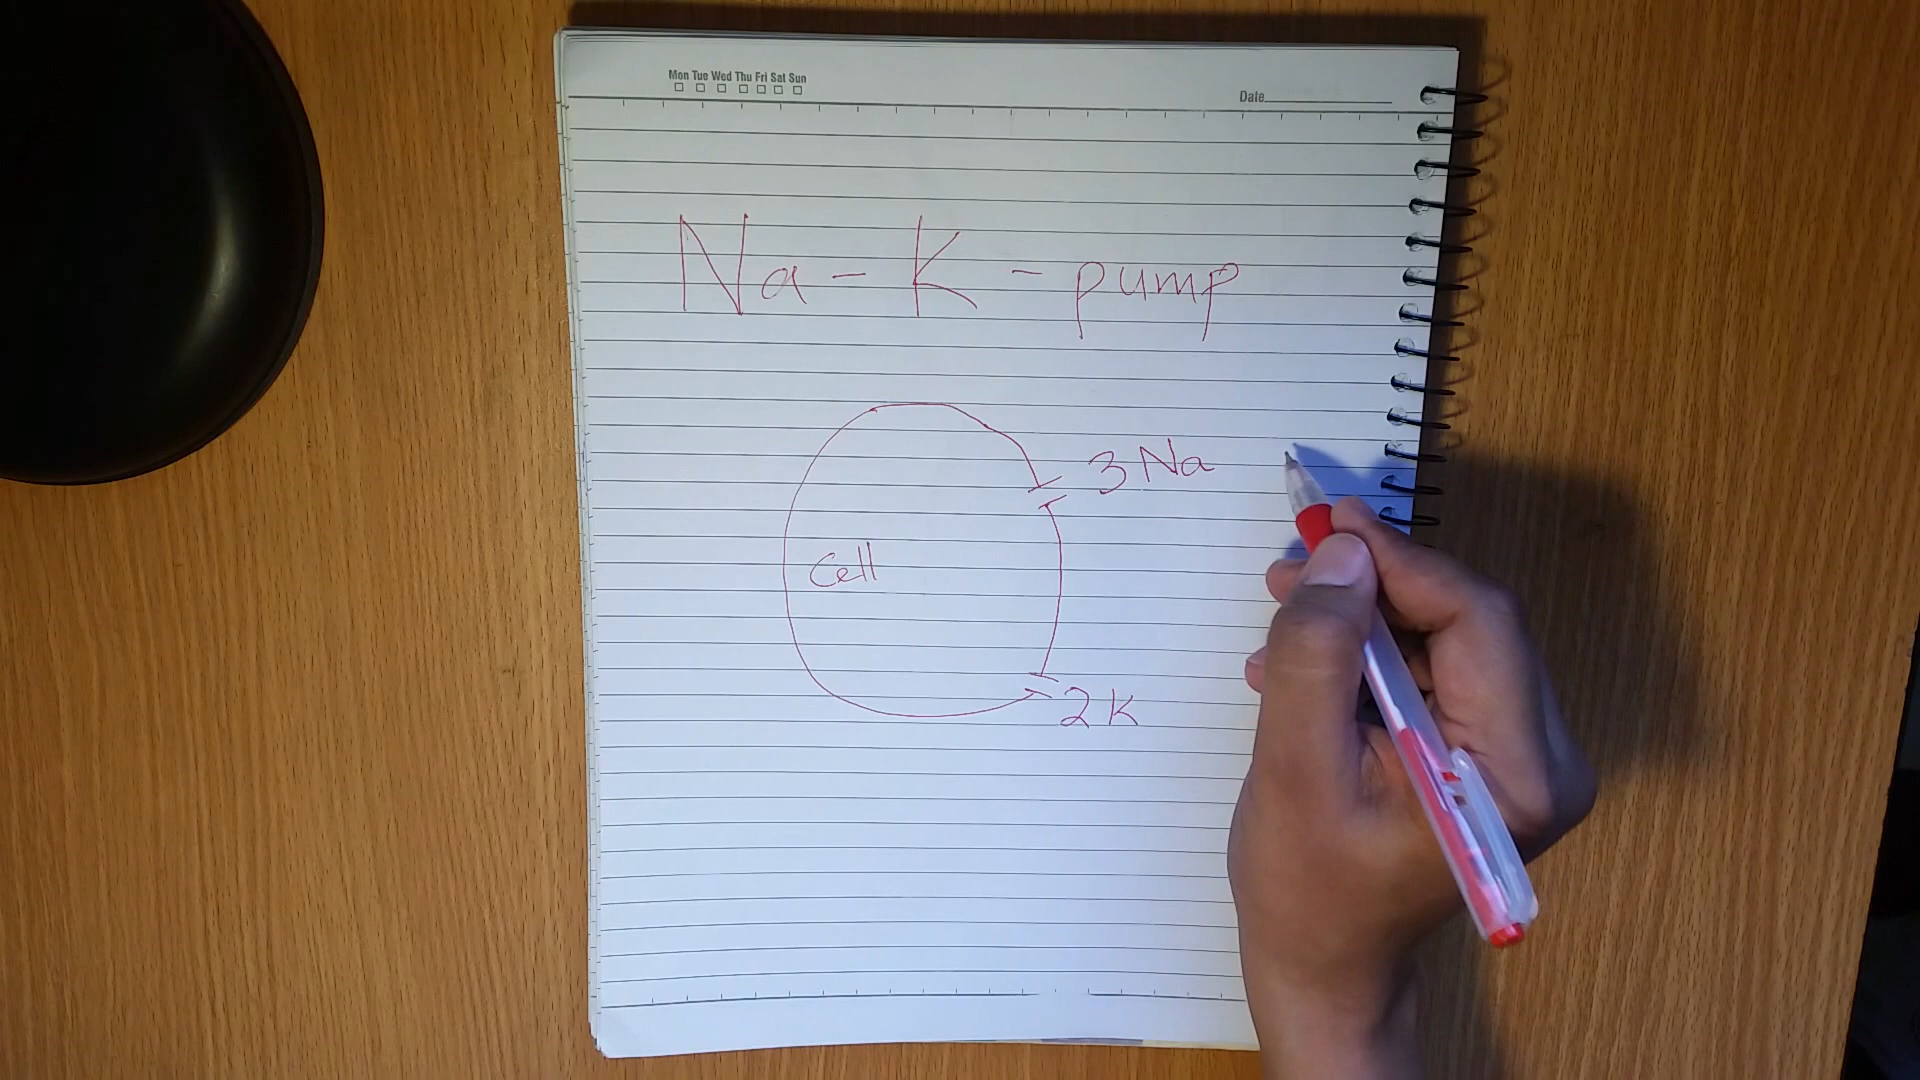 Mon Tue Wed Thu Fri Sat Sun
Date
Na - K - pump
3 Na
Cell
2 K